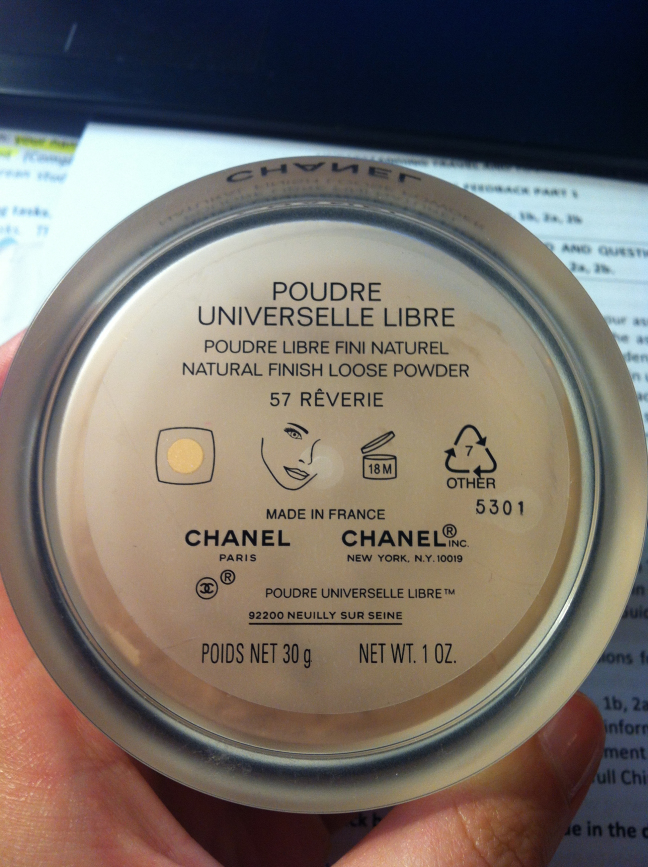 CHANEL
FEEDBACK PART 1
1b, 2a, 2b
AND QUESTI
2a, 2b.
POUDRE
UNIVERSELLE LIBRE
POUDRE LIBRE FINI NATUREL
NATURAL FINISH LOOSE POWDER
57 RÊVERIE
18 M
7
OTHER
5301
MADE IN FRANCE
CHANEL CHANEL® INC.
PARIS NEW YORK, N.Y. 10019
® POUDRE UNIVERSELLE LIBRE™
92200 NEUILLY SUR SEINE
POIDS NET 30 g NET WT. 1 OZ.
1b, 2a